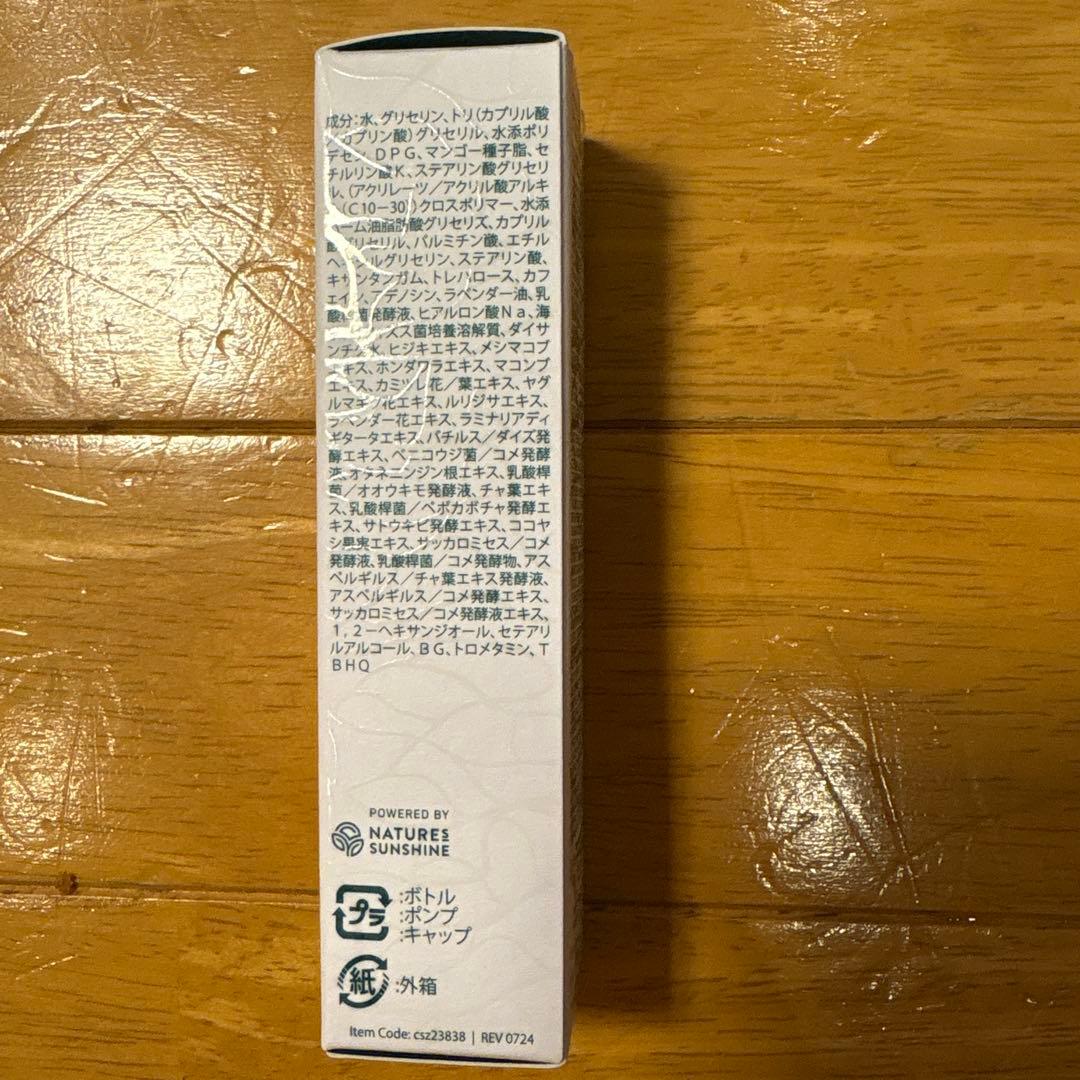 成分：水、グリセリン、トリ（カプリル酸
カプリン酸）グリセリル、水添ポリ
デセン、ＤＰＧ、マンゴー種子脂、セ
チルリン酸Ｋ、ステアリン酸グリセリ
ル、（アクリレーツ／アクリル酸アルキ
ル（Ｃ１０－３０））クロスポリマー、水添
パーム油脂肪酸グリセリズ、カプリル
酸グリセリル、パルミチン酸、エチル
ヘキシルグリセリン、ステアリン酸、
キサンタンガム、トレハロース、カフ
ェイン、アデノシン、ラベンダー油、乳
酸桿菌発酵液、ヒアルロン酸Ｎａ、海
スス菌培養溶解質、ダイサ
ンチク水、ヒジキエキス、メシマコブ
エキス、ホンダワラエキス、マコンブ
エキス、カミツレ花／葉エキス、ヤグ
ルマギク花エキス、ルリジサエキス、
ラベンダー花エキス、ラミナリアディ
ギタータエキス、バチルス／ダイズ発
酵エキス、ベニコウジ菌／コメ発酵
液、オタネニンジン根エキス、乳酸桿
菌／オオウキモ発酵液、チャ葉エキ
ス、乳酸桿菌／ペポカボチャ発酵エ
キス、サトウキビ発酵エキス、ココヤ
シ果実エキス、サッカロミセス／コメ
発酵液、乳酸桿菌／コメ発酵物、アス
ペルギルス／チャ葉エキス発酵液、
アスペルギルス／コメ発酵エキス、
サッカロミセス／コメ発酵液エキス、
１，２－ヘキサンジオール、セテアリ
ルアルコール、ＢＧ、トロメタミン、Ｔ
ＢＨＱ
POWERED BY
NATURE'S
SUNSHINE
プラ :ボトル
:ポンプ
:キャップ
紙 :外箱
Item Code: csz23838 | REV 0724